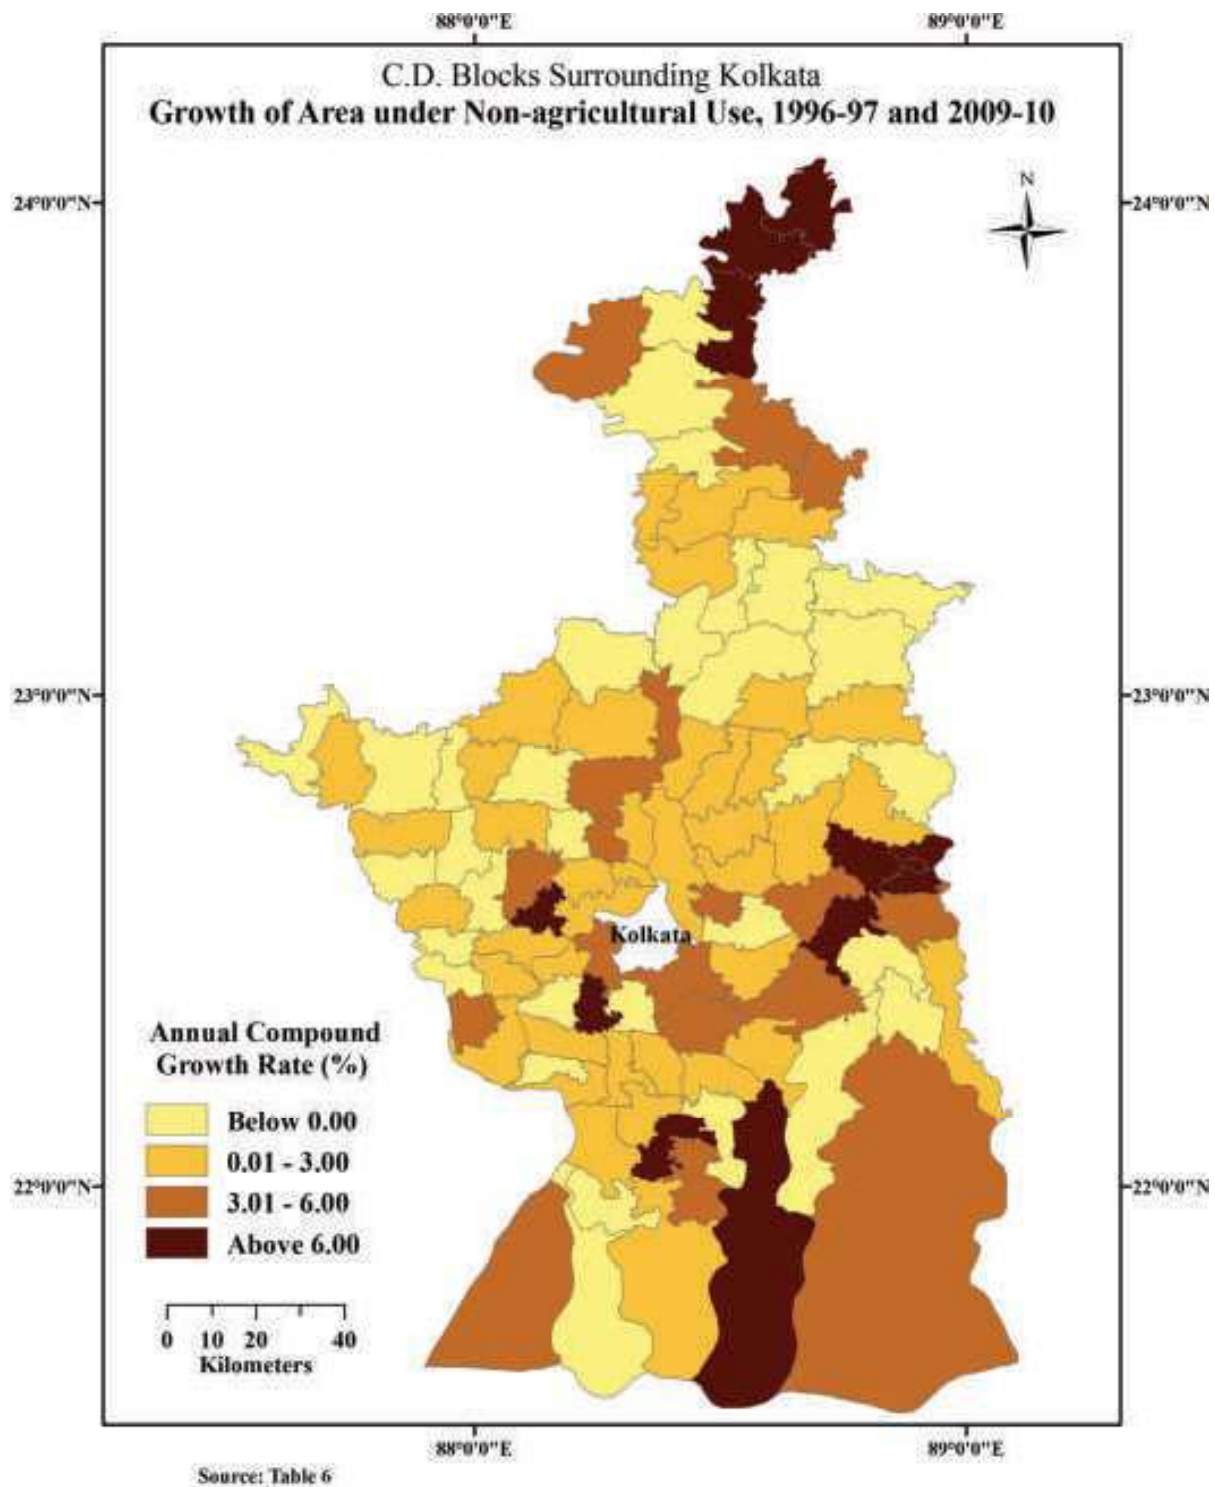 88°0'0"E 89°0'0"E
C.D. Blocks Surrounding Kolkata
Growth of Area under Non-agricultural Use, 1996-97 and 2009-10
N
24°0'0"N 24°0'0"N
23°0'0"N 23°0'0"N
Kolkata
Annual Compound
Growth Rate (%)
Below 0.00
0.01 - 3.00
3.01 - 6.00
22°0'0"N 22°0'0"N
Above 6.00
0 10 20 40
Kilometers
88°0'0"E 89°0'0"E
Source: Table 6